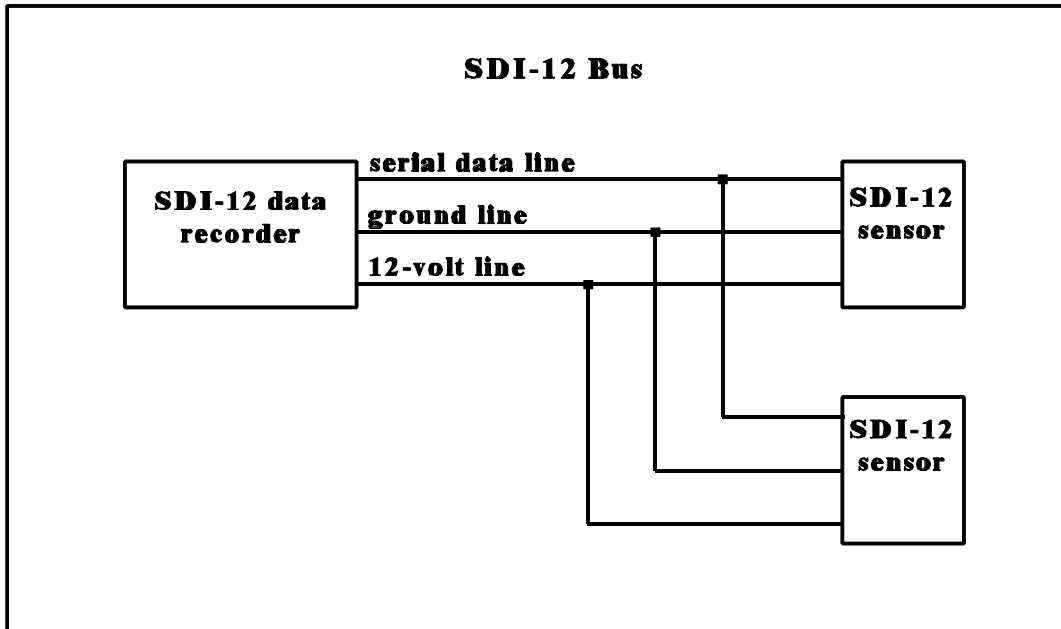 SDI-12 Bus
serial data line
SDI-12 data
recorder
ground line
12-volt line
SDI-12
sensor
SDI-12
sensor